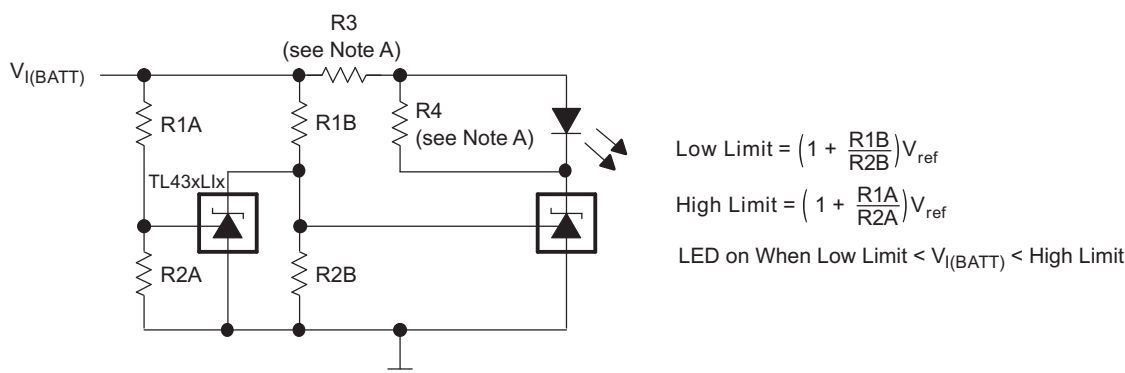 R3
(see Note A)
V_I(BATT)
R1A
R1B
R4
(see Note A)
TL43xLIx
R2A
R2B
Low Limit = (1 + R1B/R2B) V_ref
High Limit = (1 + R1A/R2A) V_ref
LED on When Low Limit < V_I(BATT) < High Limit